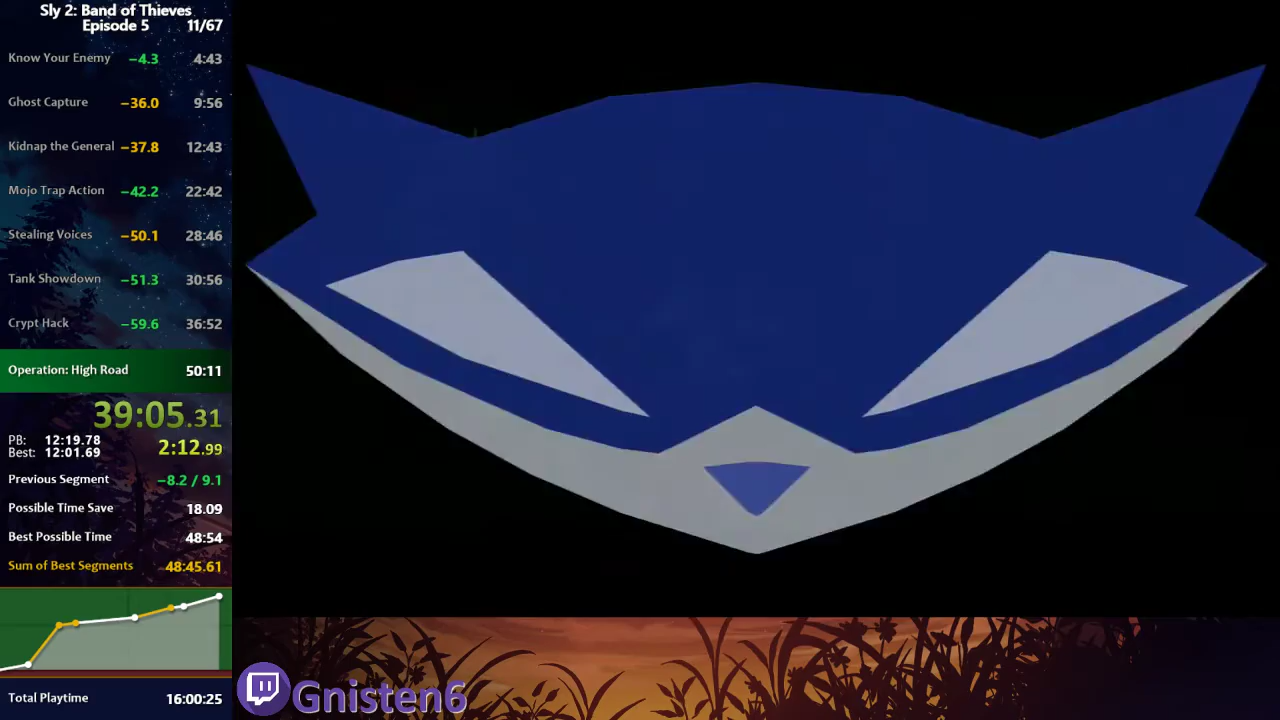 Sly 2: Band of Thieves
Episode 5 11/67
Know Your Enemy −4.3 4:43
Ghost Capture −36.0 9:56
Kidnap the General −37.8 12:43
Mojo Trap Action −42.2 22:42
Stealing Voices −50.1 28:46
Tank Showdown −51.3 30:56
Crypt Hack −59.6 36:52
Operation: High Road 50:11
39:05.31
PB: 12:19.78
Best: 12:01.69 2:12.99
Previous Segment −8.2 / 9.1
Possible Time Save 18.09
Best Possible Time 48:54
Sum of Best Segments 48:45.61
Total Playtime 16:00:25
Gnisten6